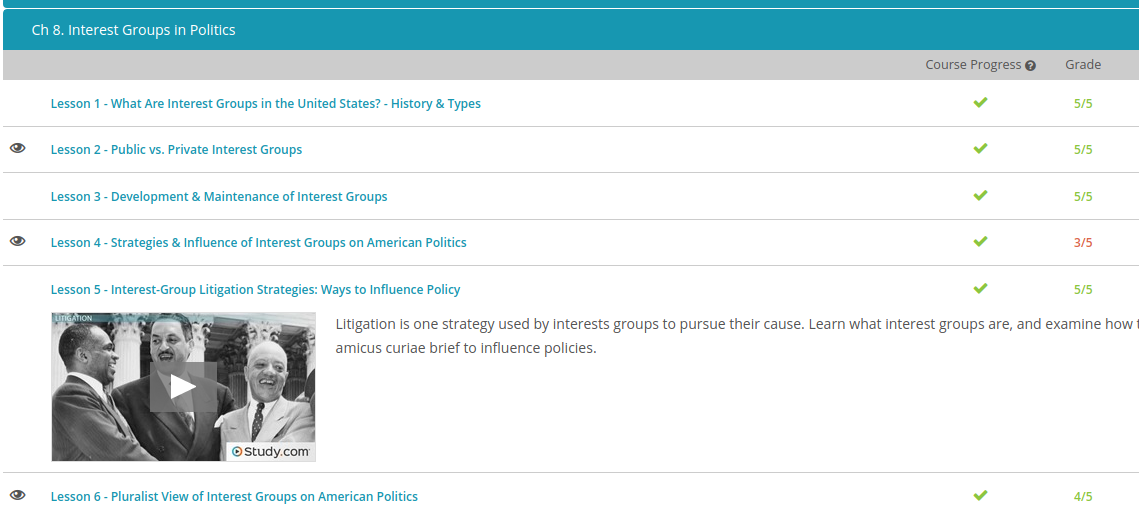 Ch 8. Interest Groups in Politics
Course Progress ? Grade
Lesson 1 - What Are Interest Groups in the United States? - History & Types 5/5
Lesson 2 - Public vs. Private Interest Groups 5/5
Lesson 3 - Development & Maintenance of Interest Groups 5/5
Lesson 4 - Strategies & Influence of Interest Groups on American Politics 3/5
Lesson 5 - Interest-Group Litigation Strategies: Ways to Influence Policy 5/5
LITIGATION
Litigation is one strategy used by interests groups to pursue their cause. Learn what interest groups are, and examine how
amicus curiae brief to influence policies.
Study.com
Lesson 6 - Pluralist View of Interest Groups on American Politics 4/5